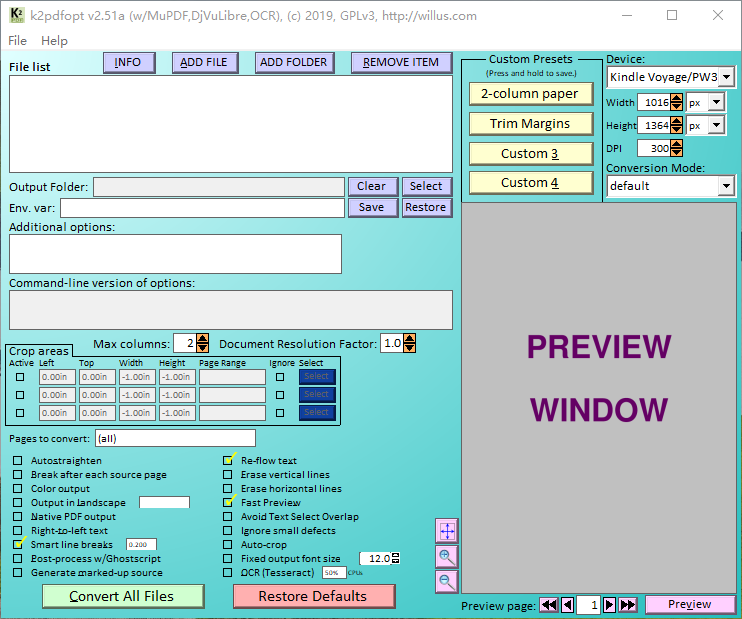 k2pdfopt v2.51a (w/MuPDF,DjVuLibre,OCR), (c) 2019, GPLv3, http://willus.com
File Help
File list INFO ADD FILE ADD FOLDER REMOVE ITEM
Output Folder: Clear Select
Env. var: Save Restore
Additional options:
Command-line version of options:
Max columns: 2 Document Resolution Factor: 1.0
Crop areas
Active Left Top Width Height Page Range Ignore Select
0.00in 0.00in -1.00in -1.00in Select
0.00in 0.00in -1.00in -1.00in Select
0.00in 0.00in -1.00in -1.00in Select
Pages to convert: (all)
Autostraighten
Break after each source page
Color output
Output in landscape
Native PDF output
Right-to-left text
Smart line breaks 0.200
Post-process w/Ghostscript
Generate marked-up source
Re-flow text
Erase vertical lines
Erase horizontal lines
Fast Preview
Avoid Text Select Overlap
Ignore small defects
Auto-crop
Fixed output font size 12.0
OCR (Tesseract) 50% CPUs
Convert All Files Restore Defaults
Custom Presets
(Press and hold to save.)
2-column paper
Trim Margins
Custom 3
Custom 4
Device:
Kindle Voyage/PW3
Width 1016 px
Height 1364 px
DPI 300
Conversion Mode:
default
PREVIEW
WINDOW
Preview page: 1 Preview